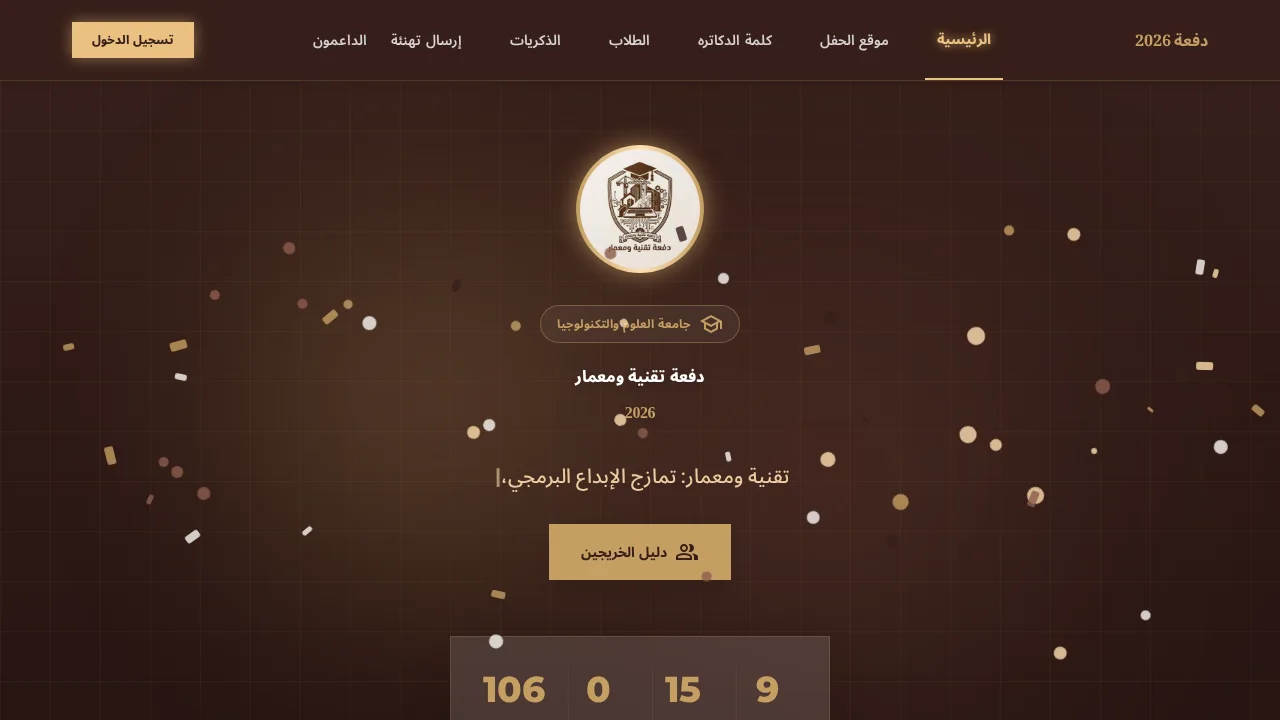 دفعة 2026
الرئيسية
موقع الحفل
كلمة الدكاتره
الطلاب
الذكريات
إرسال تهنئة
الداعمون
تسجيل الدخول
دفعة تقنية ومعمار
جامعة العلوم والتكنولوجيا
دفعة تقنية ومعمار
2026
تقنية ومعمار: تمازج الإبداع البرمجي،
دليل الخريجين
9
15
0
106